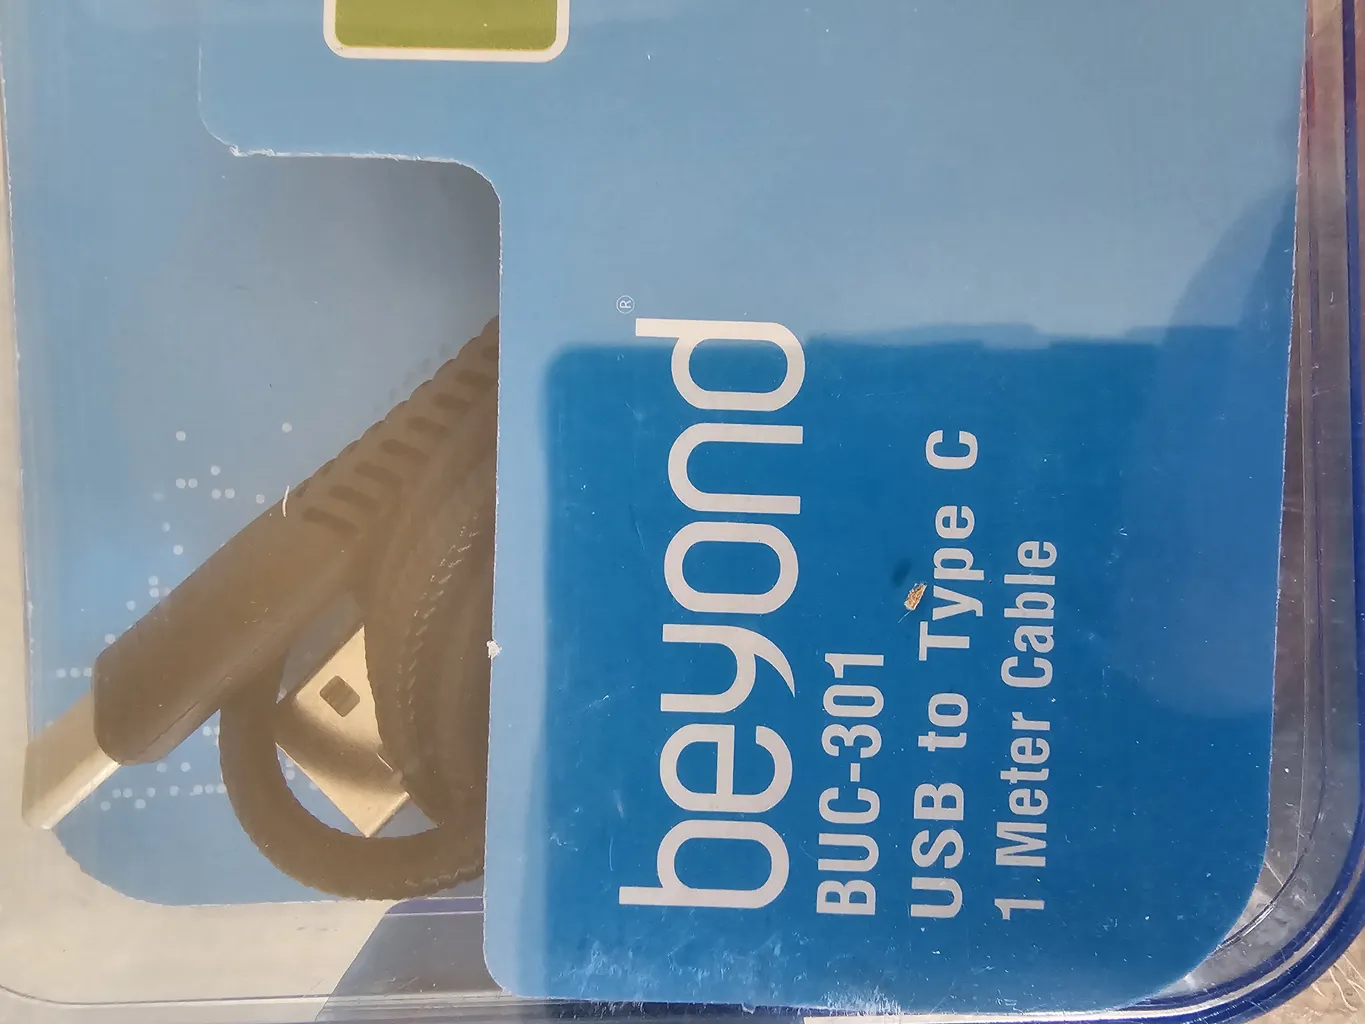 beyond®
BUC-301
USB to Type C
1 Meter Cable